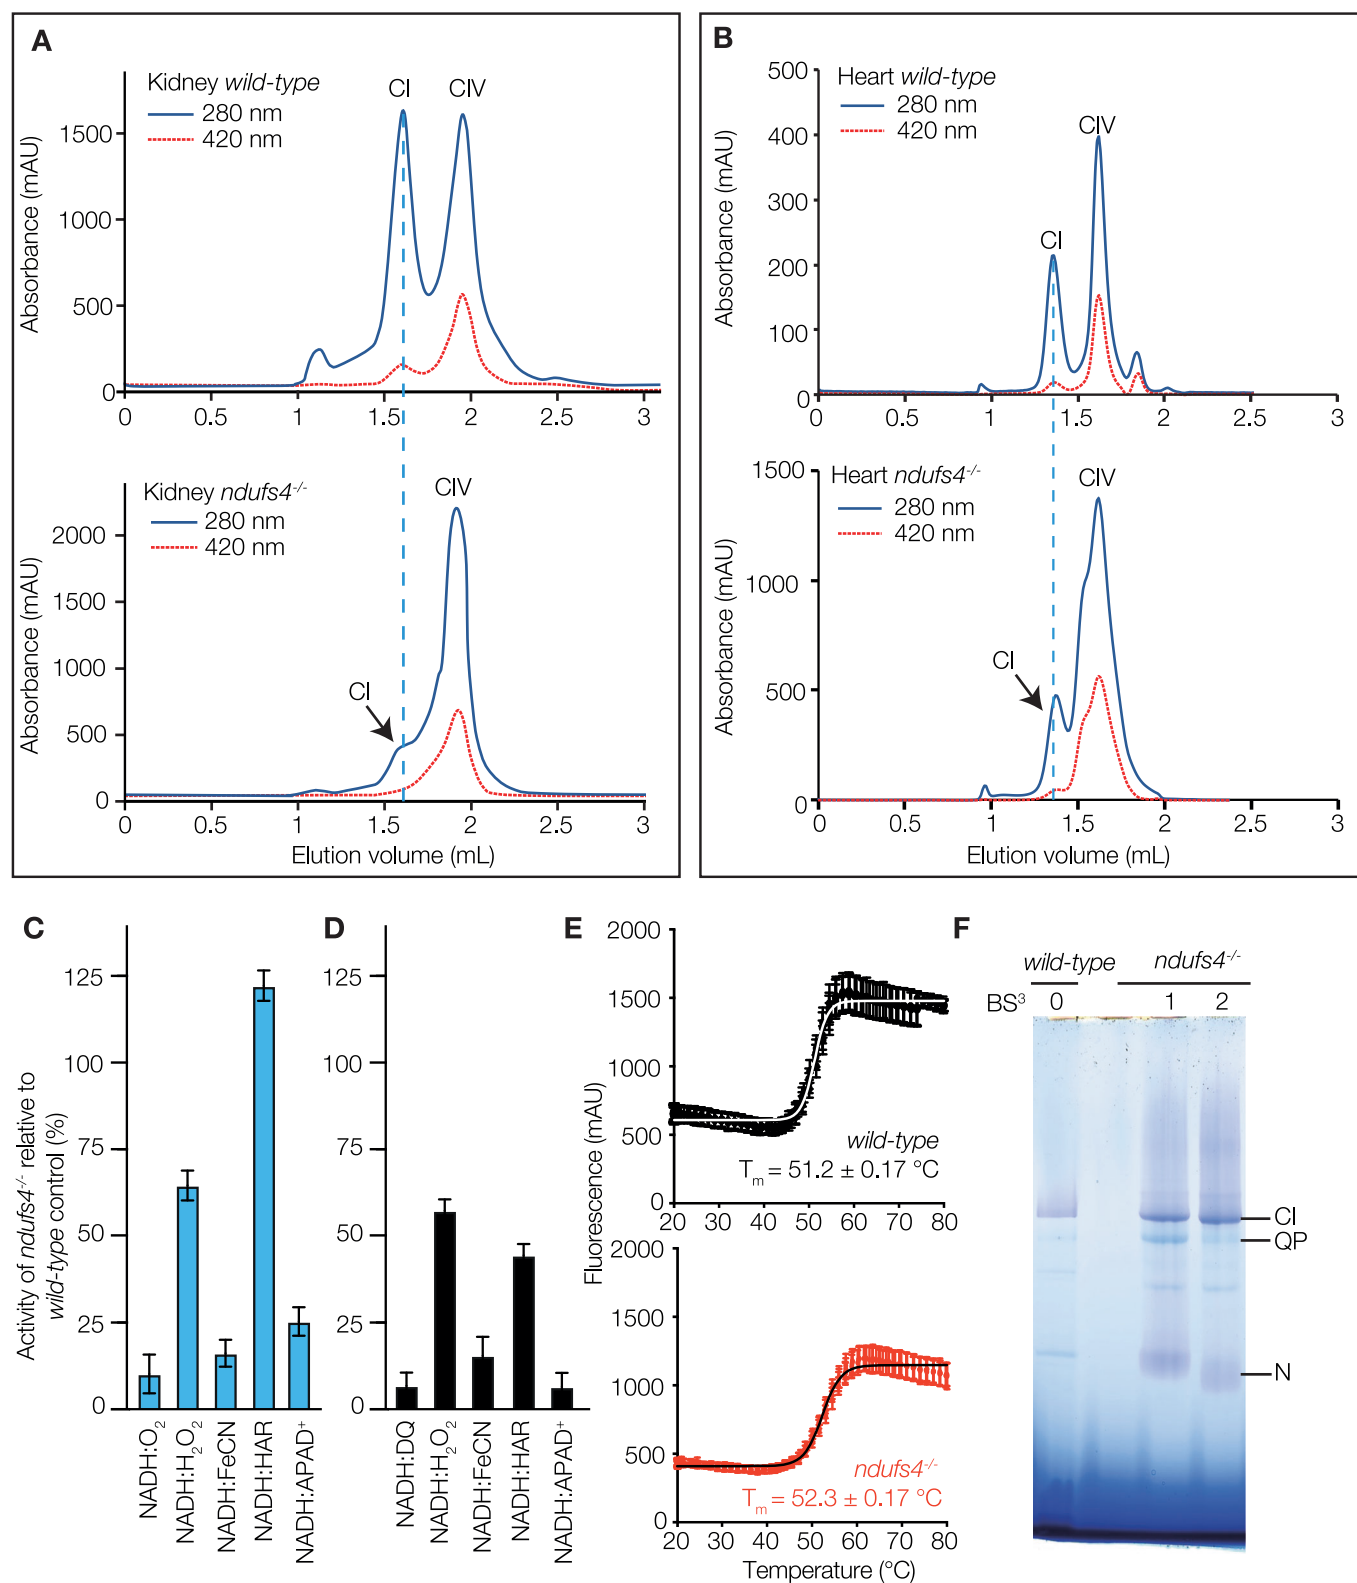 A
Kidney wild-type
280 nm
420 nm
CI
CIV
Absorbance (mAU)
1500
1000
500
0
0 0.5 1 1.5 2 2.5 3
Kidney ndufs4-/-
280 nm
420 nm
CIV
CI
Absorbance (mAU)
2000
1500
1000
500
0
0 0.5 1 1.5 2 2.5 3
Elution volume (mL)
B
Heart wild-type
280 nm
420 nm
CI
CIV
Absorbance (mAU)
500
400
300
200
100
0
0 0.5 1 1.5 2 2.5 3
Heart ndufs4-/-
280 nm
420 nm
CIV
CI
Absorbance (mAU)
1500
1000
500
0
0 0.5 1 1.5 2 2.5 3
Elution volume (mL)
C
Activity of ndufs4-/- relative to
wild-type control (%)
125
100
75
50
25
0
NADH:O2
NADH:H2O2
NADH:FeCN
NADH:HAR
NADH:APAD+
D
125
100
75
50
25
0
NADH:DQ
NADH:H2O2
NADH:FeCN
NADH:HAR
NADH:APAD+
E
Fluorescence (mAU)
2000
1500
1000
500
0
wild-type
Tm = 51.2 ± 0.17 °C
20 30 40 50 60 70 80
2000
1500
1000
500
0
ndufs4-/-
Tm = 52.3 ± 0.17 °C
20 30 40 50 60 70 80
Temperature (°C)
F
wild-type ndufs4-/-
BS3 0 1 2
CI
QP
N